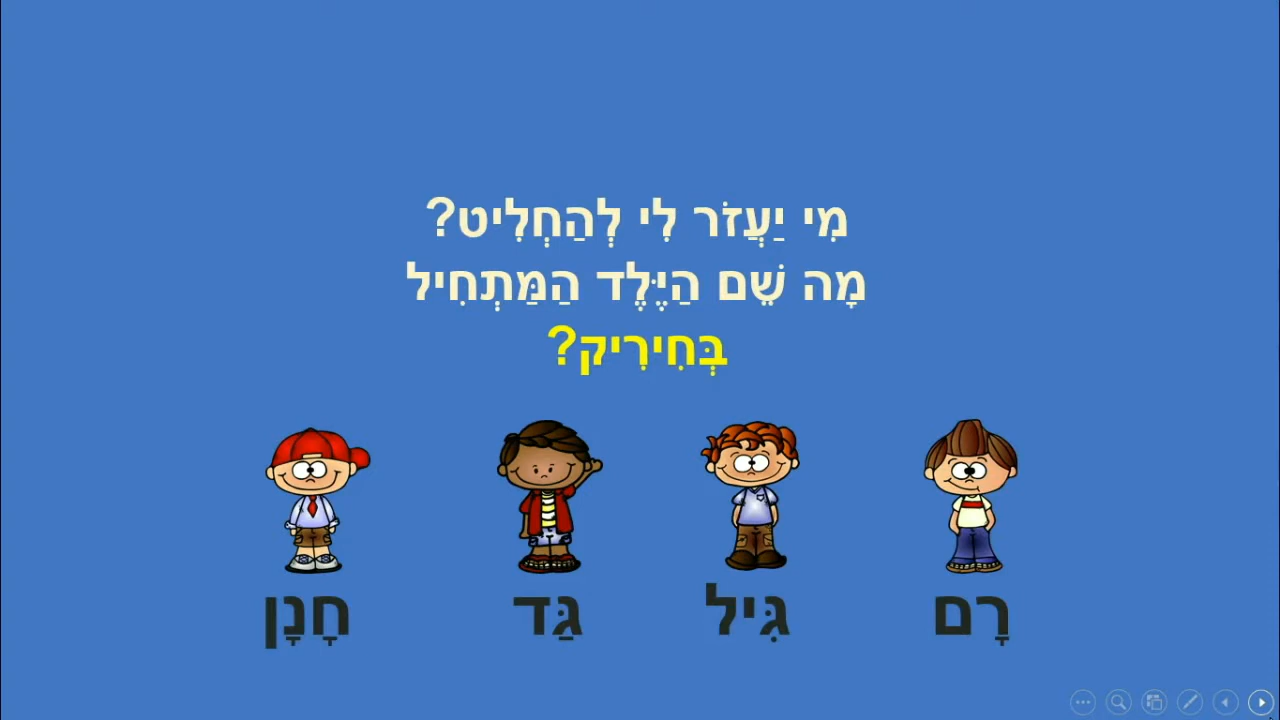 מִי יַעֲזֹר לִי לְהַחְלִיט?
מָה שֵּׁם הַיֶּלֶד הַמַּתְחִיל
בְּחִירִיק?
רָם גִּיל גַּד חָנָן